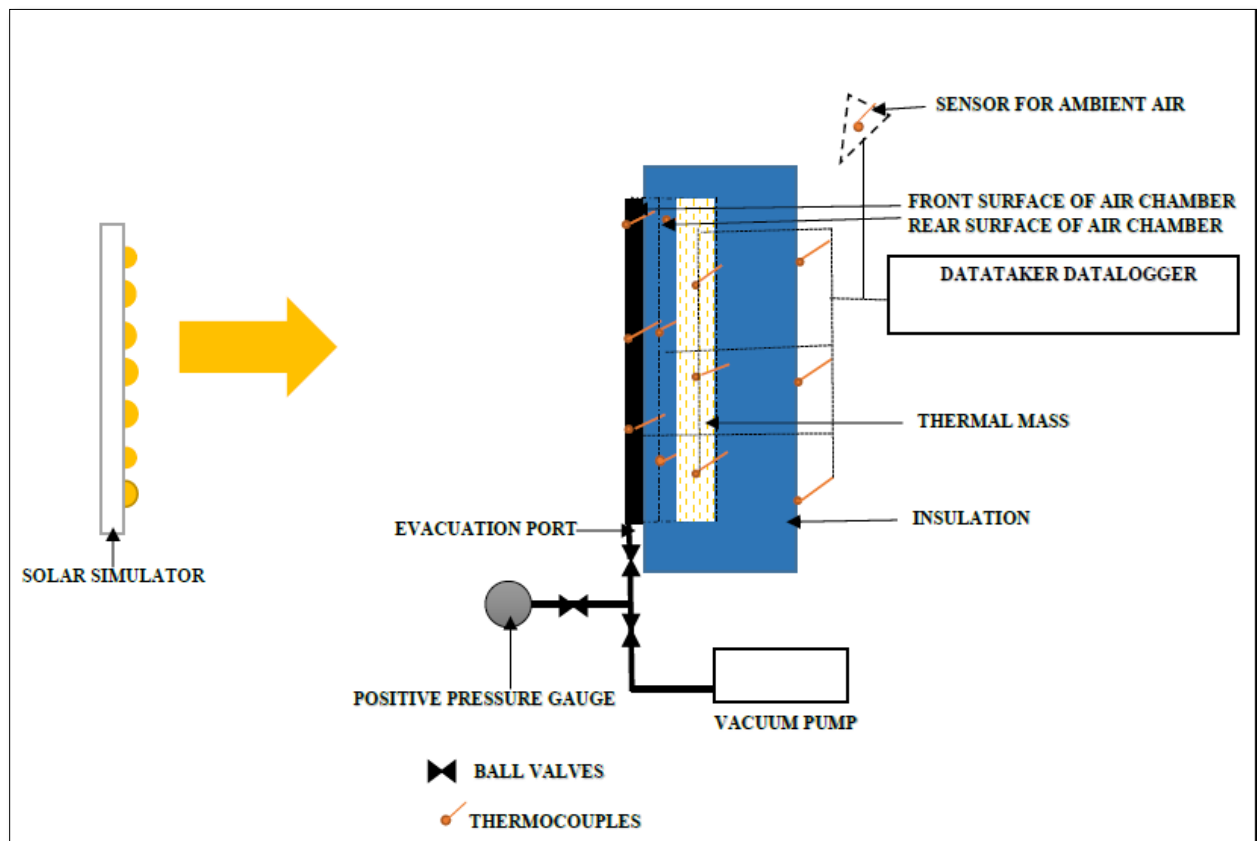 SENSOR FOR AMBIENT AIR
FRONT SURFACE OF AIR CHAMBER
REAR SURFACE OF AIR CHAMBER
DATATAKER DATALOGGER
THERMAL MASS
INSULATION
EVACUATION PORT
SOLAR SIMULATOR
POSITIVE PRESSURE GAUGE
VACUUM PUMP
BALL VALVES
THERMOCOUPLES